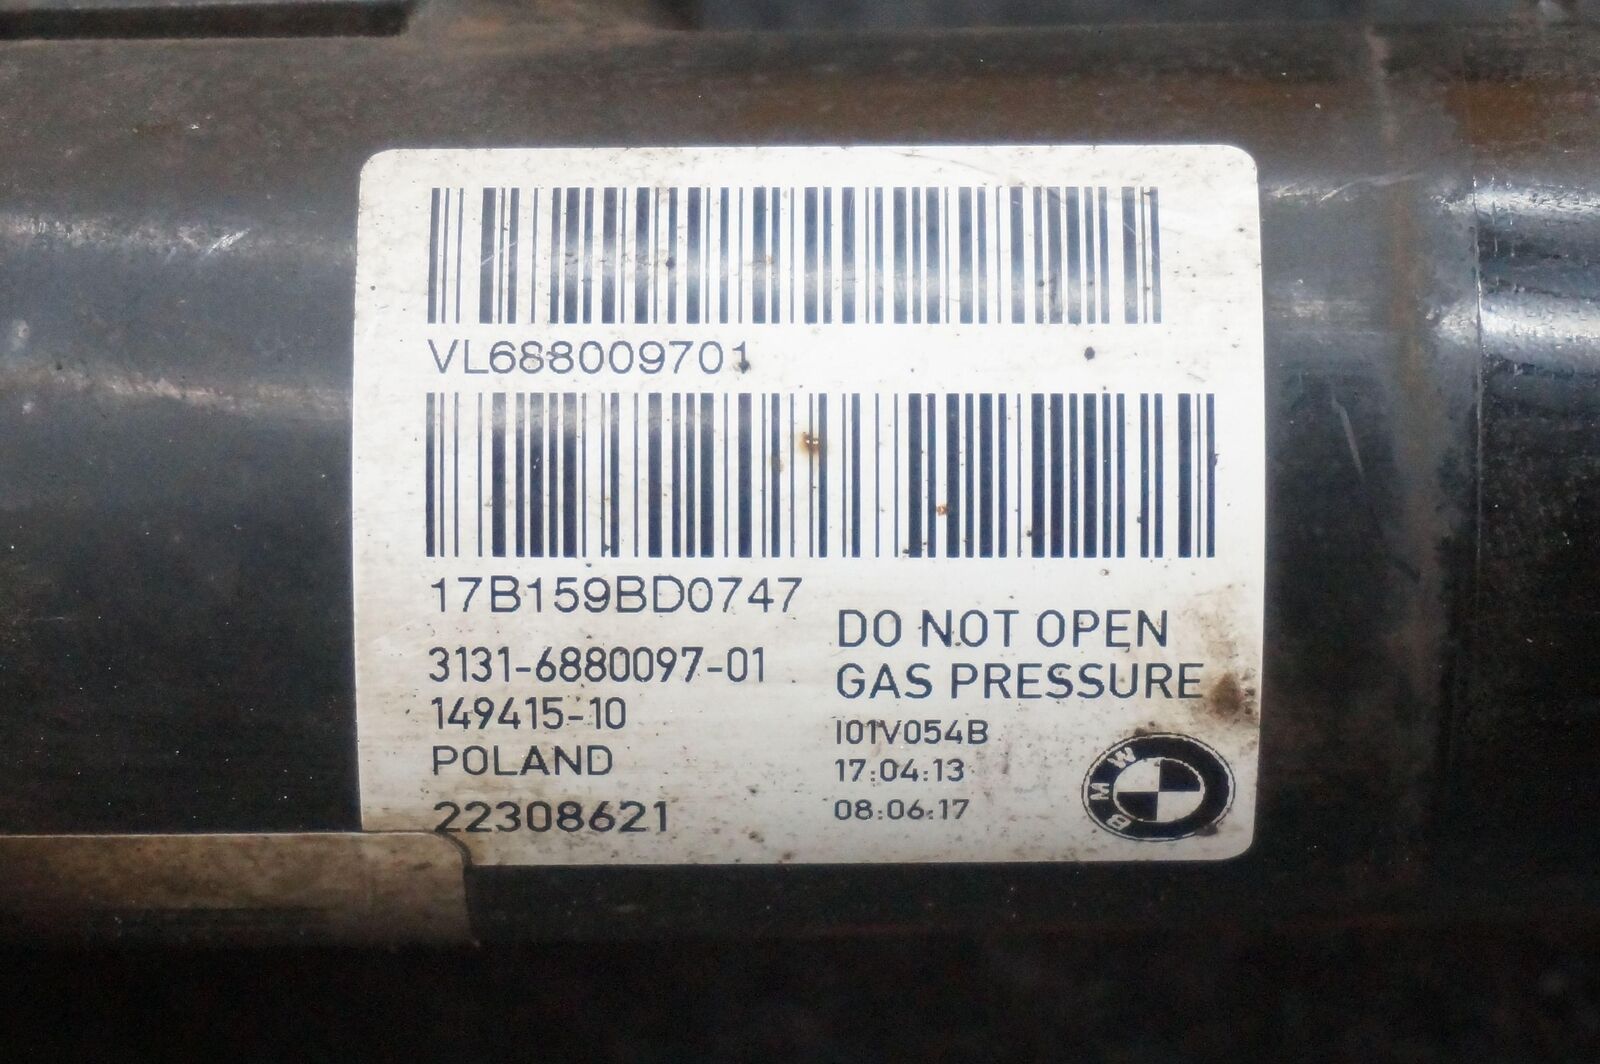 VL688009701
17B159BD0747
3131-6880097-01
149415-10
POLAND
22308621
DO NOT OPEN
GAS PRESSURE
I01V054B
17:04:13
08:06:17
BMW